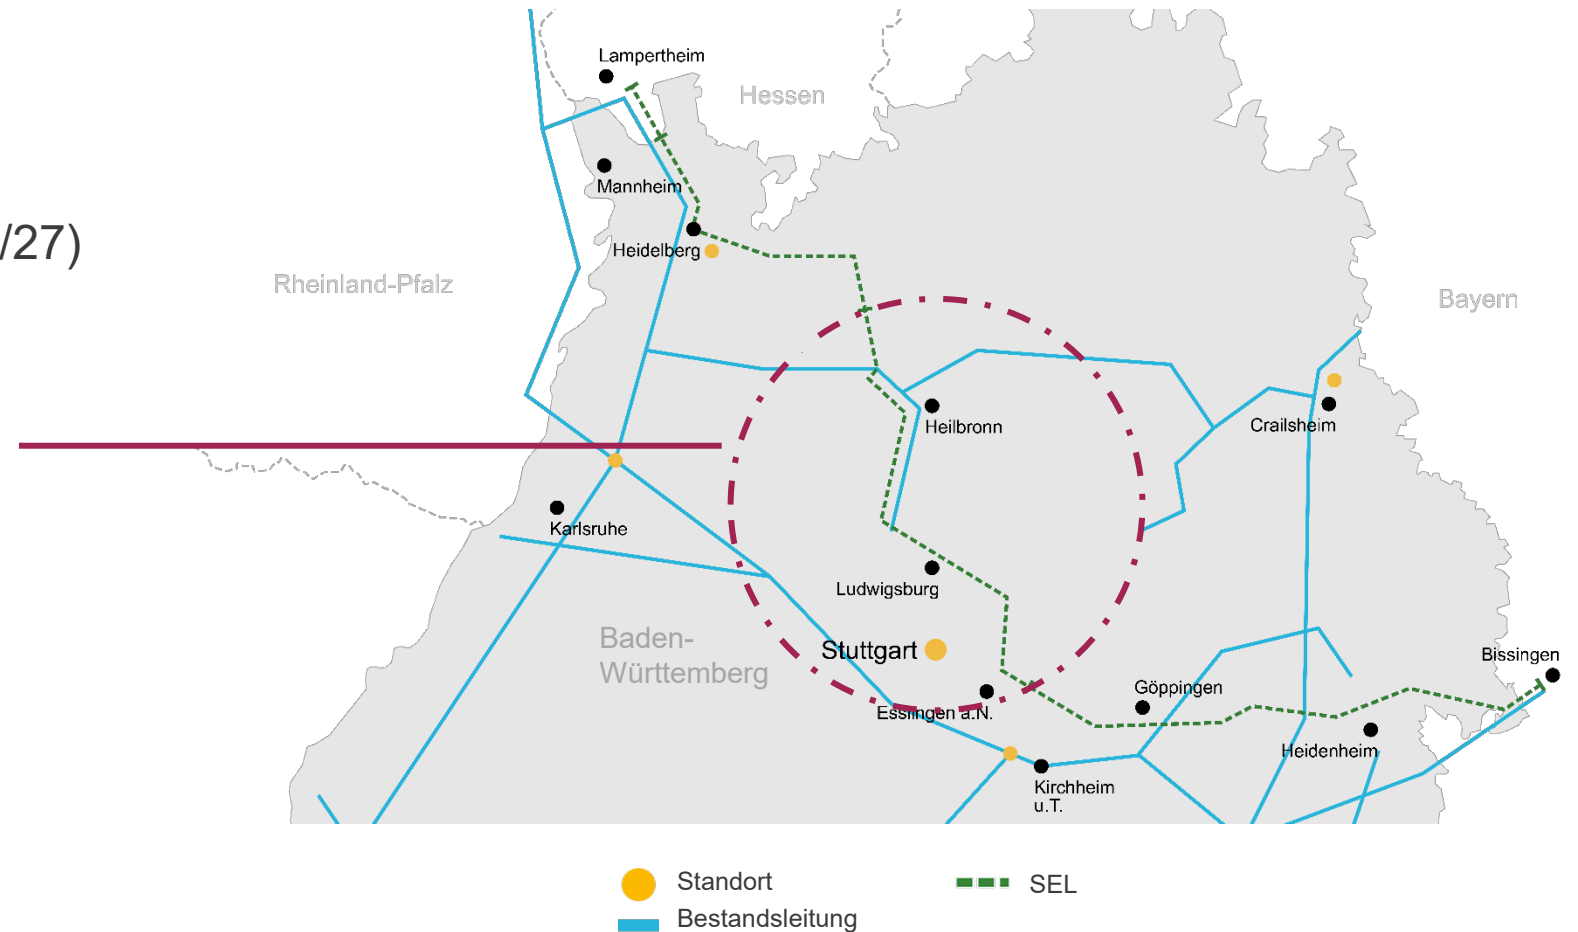 Lampertheim
Hessen
Mannheim
/27)
Heidelberg
Rheinland-Pfalz
Bayern
Heilbronn
Crailsheim
Karlsruhe
Ludwigsburg
Baden-
Württemberg
Stuttgart
Bissingen
Göppingen
Esslingen a.N.
Heidenheim
Kirchheim
u.T.
Standort
SEL
Bestandsleitung